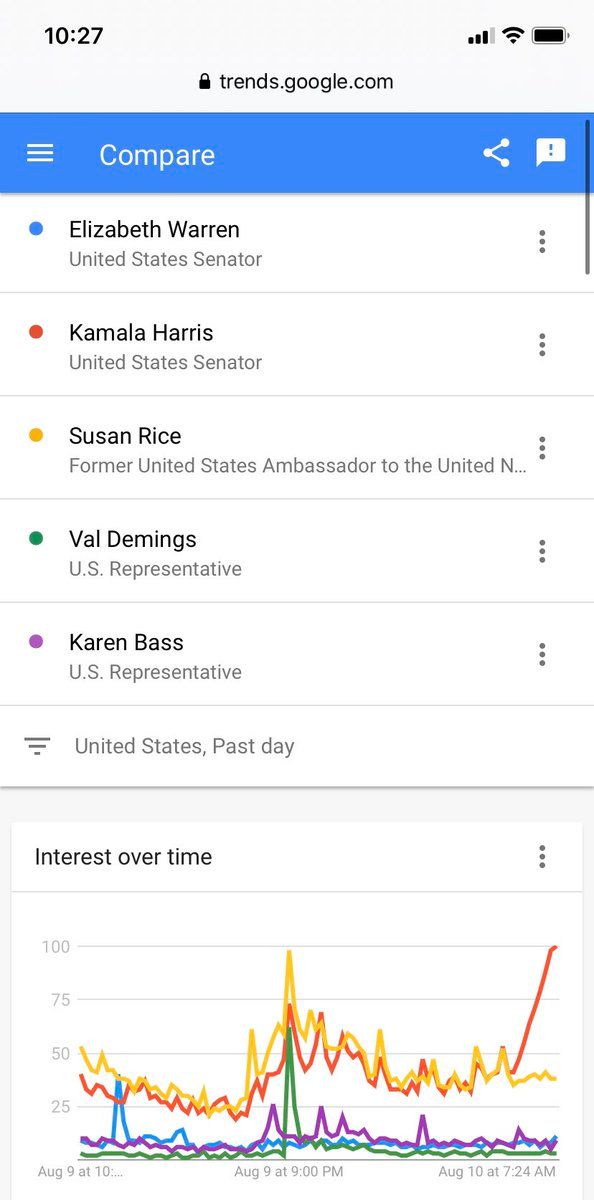 10:27
trends.google.com
Compare
Elizabeth Warren
United States Senator
Kamala Harris
United States Senator
Susan Rice
Former United States Ambassador to the United N...
Val Demings
U.S. Representative
Karen Bass
U.S. Representative
United States, Past day
Interest over time
100
75
50
25
Aug 9 at 10:...
Aug 9 at 9:00 PM
Aug 10 at 7:24 AM